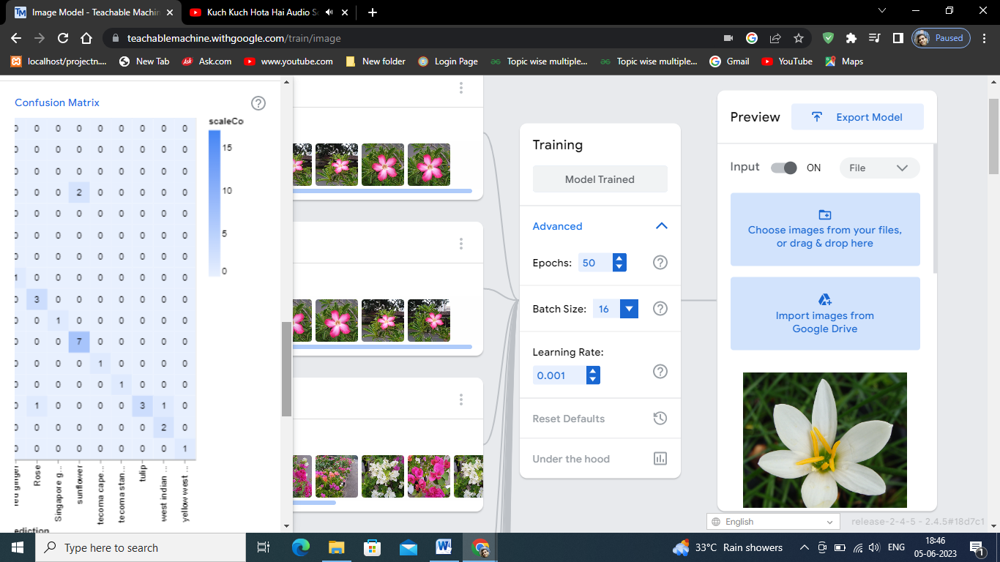 Image Model - Teachable Machin
Kuch Kuch Hota Hai Audio S
teachablemachine.withgoogle.com/train/image
Paused
localhost/projectn...
New Tab
Ask.com
www.youtube.com
New folder
Login Page
Topic wise multiple...
Topic wise multiple...
Gmail
YouTube
Maps
Confusion Matrix
scaleCo
15
10
5
0
0 0 0 0 0 0 0 0 0
0 0 0 0 0 0 0 0 0
0 0 0 0 0 0 0 0 0
0 0 0 2 0 0 0 0 0
0 0 0 0 0 0 0 0 0
0 0 0 0 0 0 0 0 0
0 0 0 0 0 0 0 0 0
1 0 0 0 0 0 0 0 0
0 3 0 0 0 0 0 0 0
0 0 1 0 0 0 0 0 0
0 0 0 7 0 0 0 0 0
0 0 0 0 1 0 0 0 0
0 0 0 0 0 1 0 0 0
0 1 0 0 0 0 3 1 0
0 0 0 0 0 0 0 2 0
0 0 0 0 0 0 0 0 1
ginger
Rose
Singapore g...
sunflower
tecoma cape...
tecoma stan...
tulip
west indian ...
yellow west ...
ediction
Training
Model Trained
Advanced
Epochs: 50
Batch Size: 16
Learning Rate:
0.001
Reset Defaults
Under the hood
Preview
Export Model
Input ON File
Choose images from your files,
or drag & drop here
Import images from
Google Drive
English
release-2-4-5 - 2.4.5#18d7c1
Type here to search
33°C Rain showers
ENG
18:46
05-06-2023
1